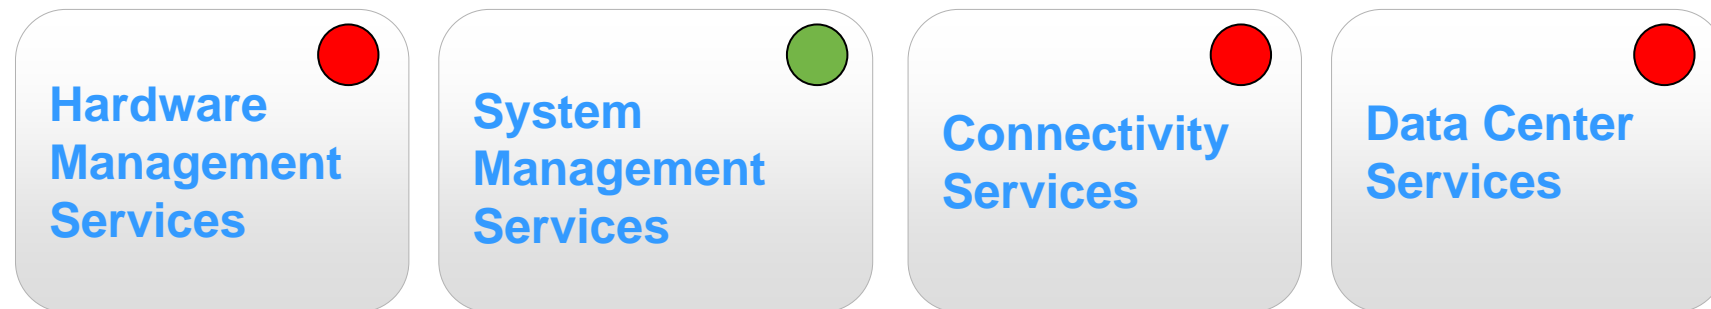 Hardware
Management
Services
System
Management
Services
Connectivity
Services
Data Center
Services